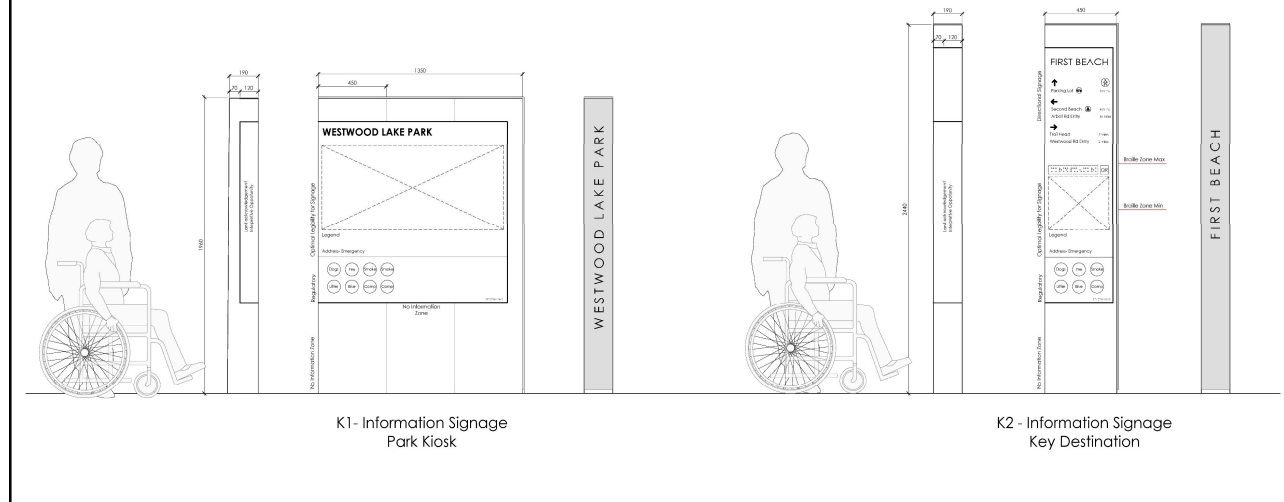 190
70
120
1960
Land Acknowledgement
Interpretive Opportunity
1350
450
Optimal Legibility for Signage
Regulatory
No Information Zone
WESTWOOD LAKE PARK
Legend
Address- Emergency
Dogs
Fire
Smoke
Smoke
Litter
Bike
Camp
Camp
No Information
Zone
WESTWOOD LAKE PARK
K1- Information Signage
Park Kiosk
190
70
120
2440
Land Acknowledgement
Interpretive Opportunity
450
Directional Signage
Optimal Legibility for Signage
Regulatory
No Information Zone
FIRST BEACH
Parking Lot
Second Beach
Arbot Rd Entry
Trail Head
Westwood Rd Entry
QR
Legend
Address- Emergency
Dogs
Fire
Smoke
Litter
Bike
Camp
Braille Zone Max
Braille Zone Min
FIRST BEACH
K2 - Information Signage
Key Destination